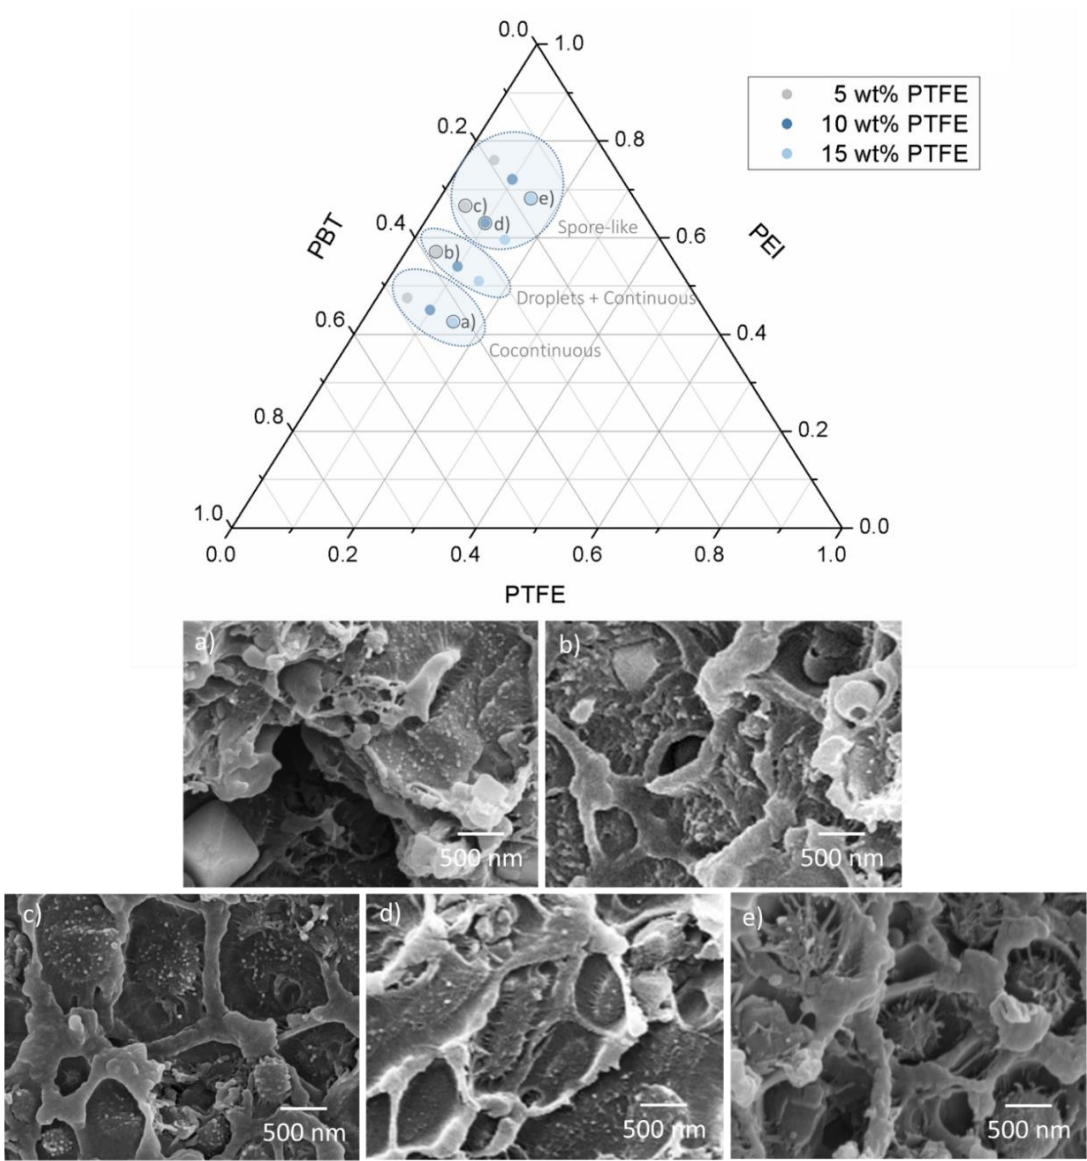 0.0
1.0
5 wt% PTFE
10 wt% PTFE
15 wt% PTFE
0.2
0.8
e)
c)
d)
Spore-like
0.4
0.6
PBT
PEI
b)
Droplets + Continuous
a)
0.6
0.4
Cocontinuous
0.8
0.2
1.0
0.0
0.0
0.2
0.4
0.6
0.8
1.0
PTFE
a)
500 nm
b)
500 nm
c)
500 nm
d)
500 nm
e)
500 nm